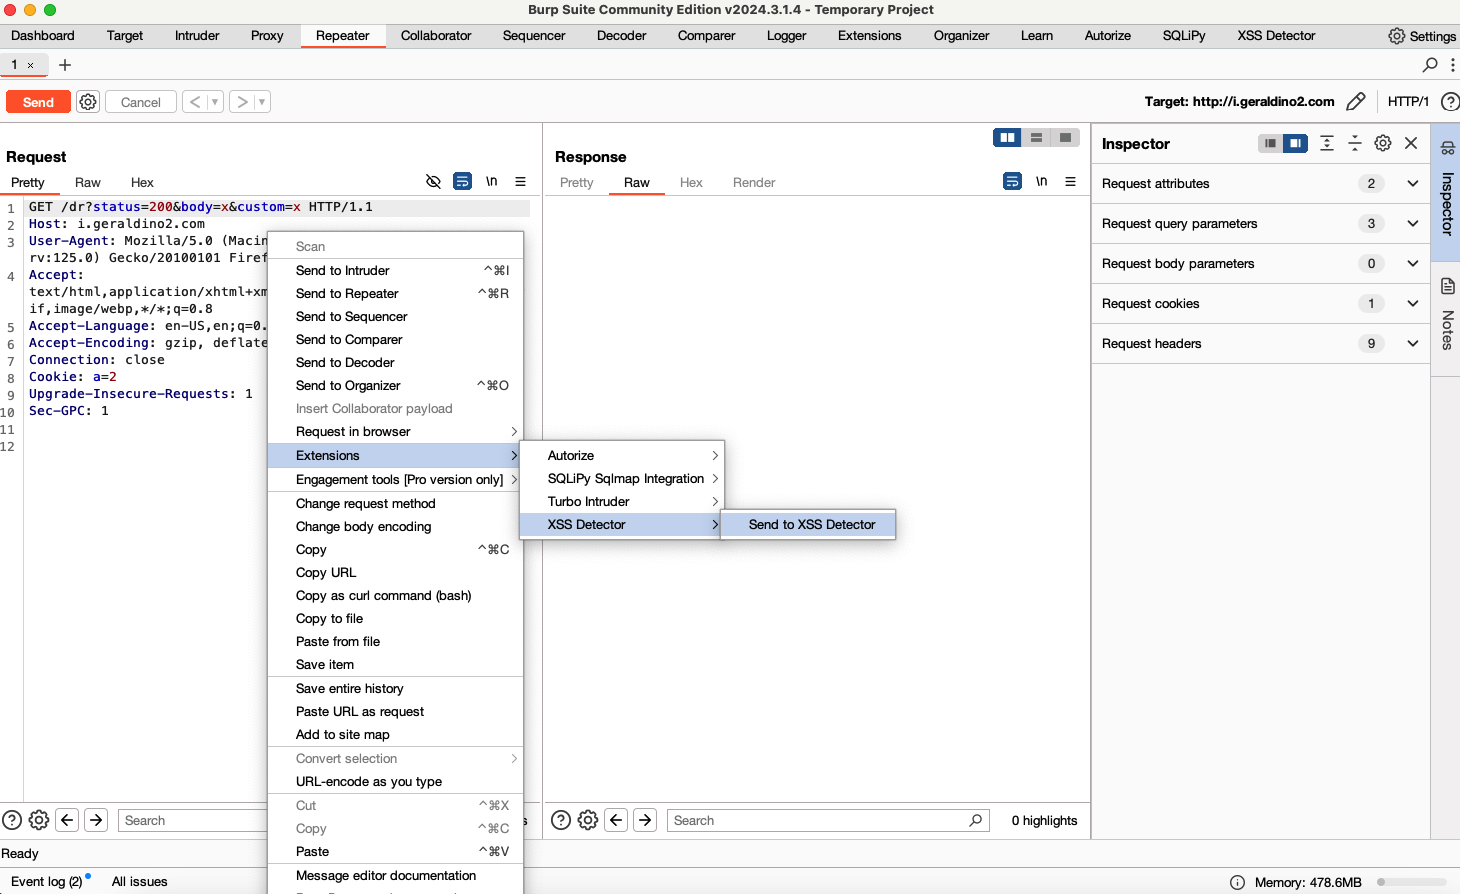 Burp Suite Community Edition v2024.3.1.4 - Temporary Project
Dashboard Target Intruder Proxy Repeater Collaborator Sequencer Decoder Comparer Logger Extensions Organizer Learn Autorize SQLiPy XSS Detector Settings
1 × +
Send Cancel < > Target: http://i.geraldino2.com HTTP/1 ?
Request
Pretty Raw Hex \n
1 GET /dr?status=200&body=x&custom=x HTTP/1.1
2 Host: i.geraldino2.com
3 User-Agent: Mozilla/5.0 (Macin
rv:125.0) Gecko/20100101 Firef
4 Accept:
text/html,application/xhtml+xm
if,image/webp,*/*;q=0.8
5 Accept-Language: en-US,en;q=0.
6 Accept-Encoding: gzip, deflate
7 Connection: close
8 Cookie: a=2
9 Upgrade-Insecure-Requests: 1
10 Sec-GPC: 1
11
12
Scan
Send to Intruder ^⌘I
Send to Repeater ^⌘R
Send to Sequencer
Send to Comparer
Send to Decoder
Send to Organizer ^⌘O
Insert Collaborator payload
Request in browser >
Extensions >
Engagement tools [Pro version only] >
Change request method
Change body encoding
Copy ^⌘C
Copy URL
Copy as curl command (bash)
Copy to file
Paste from file
Save item
Save entire history
Paste URL as request
Add to site map
Convert selection >
URL-encode as you type
Cut ^⌘X
Copy ^⌘C
Paste ^⌘V
Message editor documentation
Autorize >
SQLiPy Sqlmap Integration >
Turbo Intruder >
XSS Detector >
Send to XSS Detector
Response
Pretty Raw Hex Render \n
Inspector
Request attributes 2
Request query parameters 3
Request body parameters 0
Request cookies 1
Request headers 9
Inspector
Notes
? Search s
? Search 0 highlights
Ready
Event log (2) All issues Memory: 478.6MB